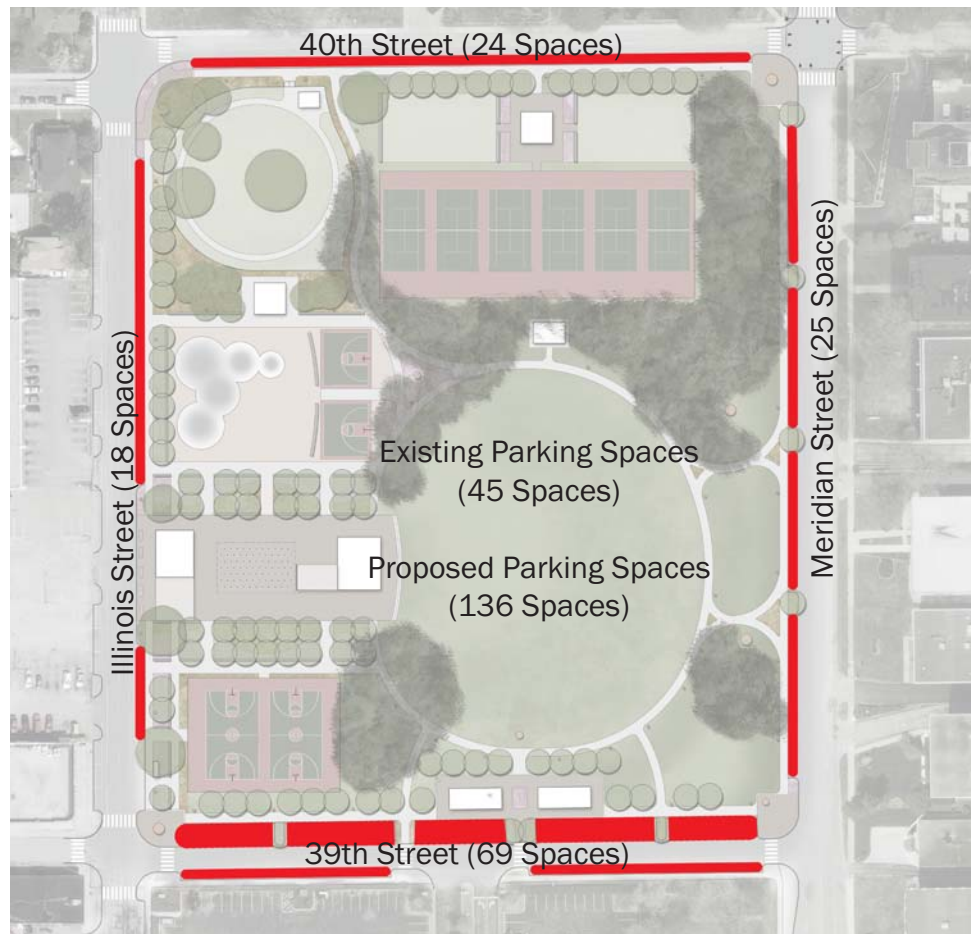 40th Street (24 Spaces)
Illinois Street (18 Spaces)
Meridian Street (25 Spaces)
Existing Parking Spaces
(45 Spaces)
Proposed Parking Spaces
(136 Spaces)
39th Street (69 Spaces)